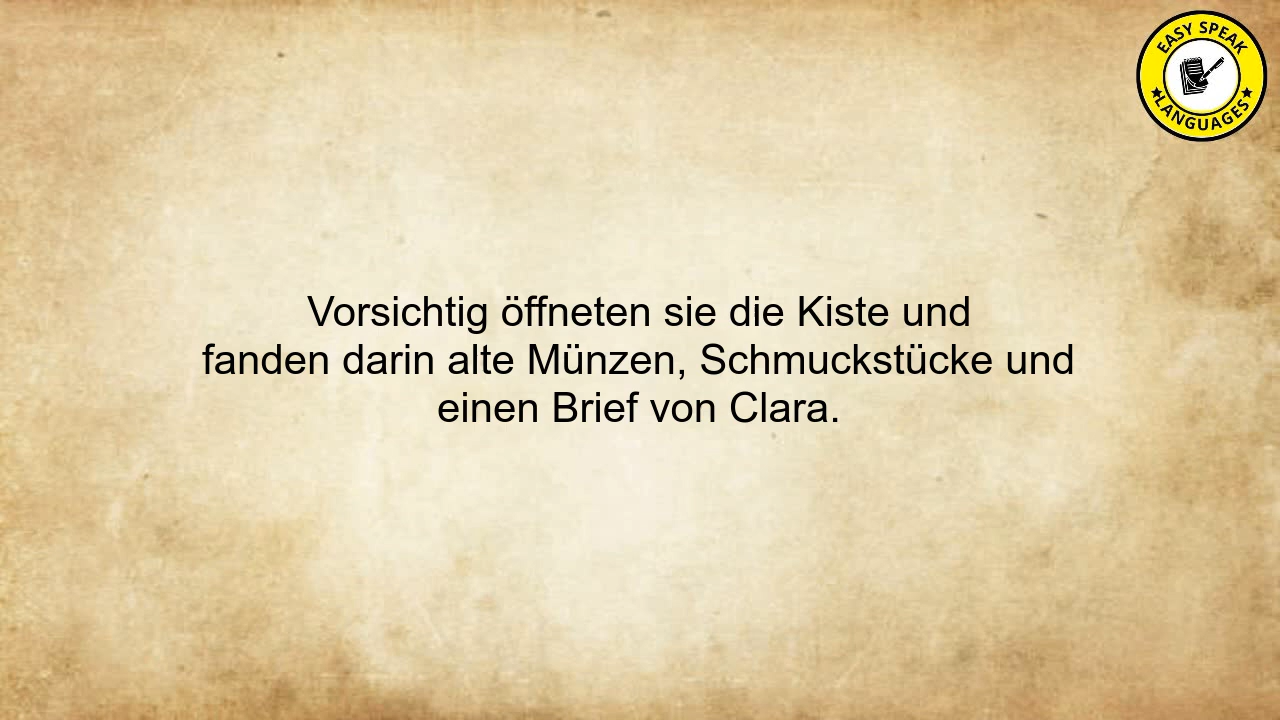 EASY SPEAK
LANGUAGES
Vorsichtig öffneten sie die Kiste und
fanden darin alte Münzen, Schmuckstücke und
einen Brief von Clara.